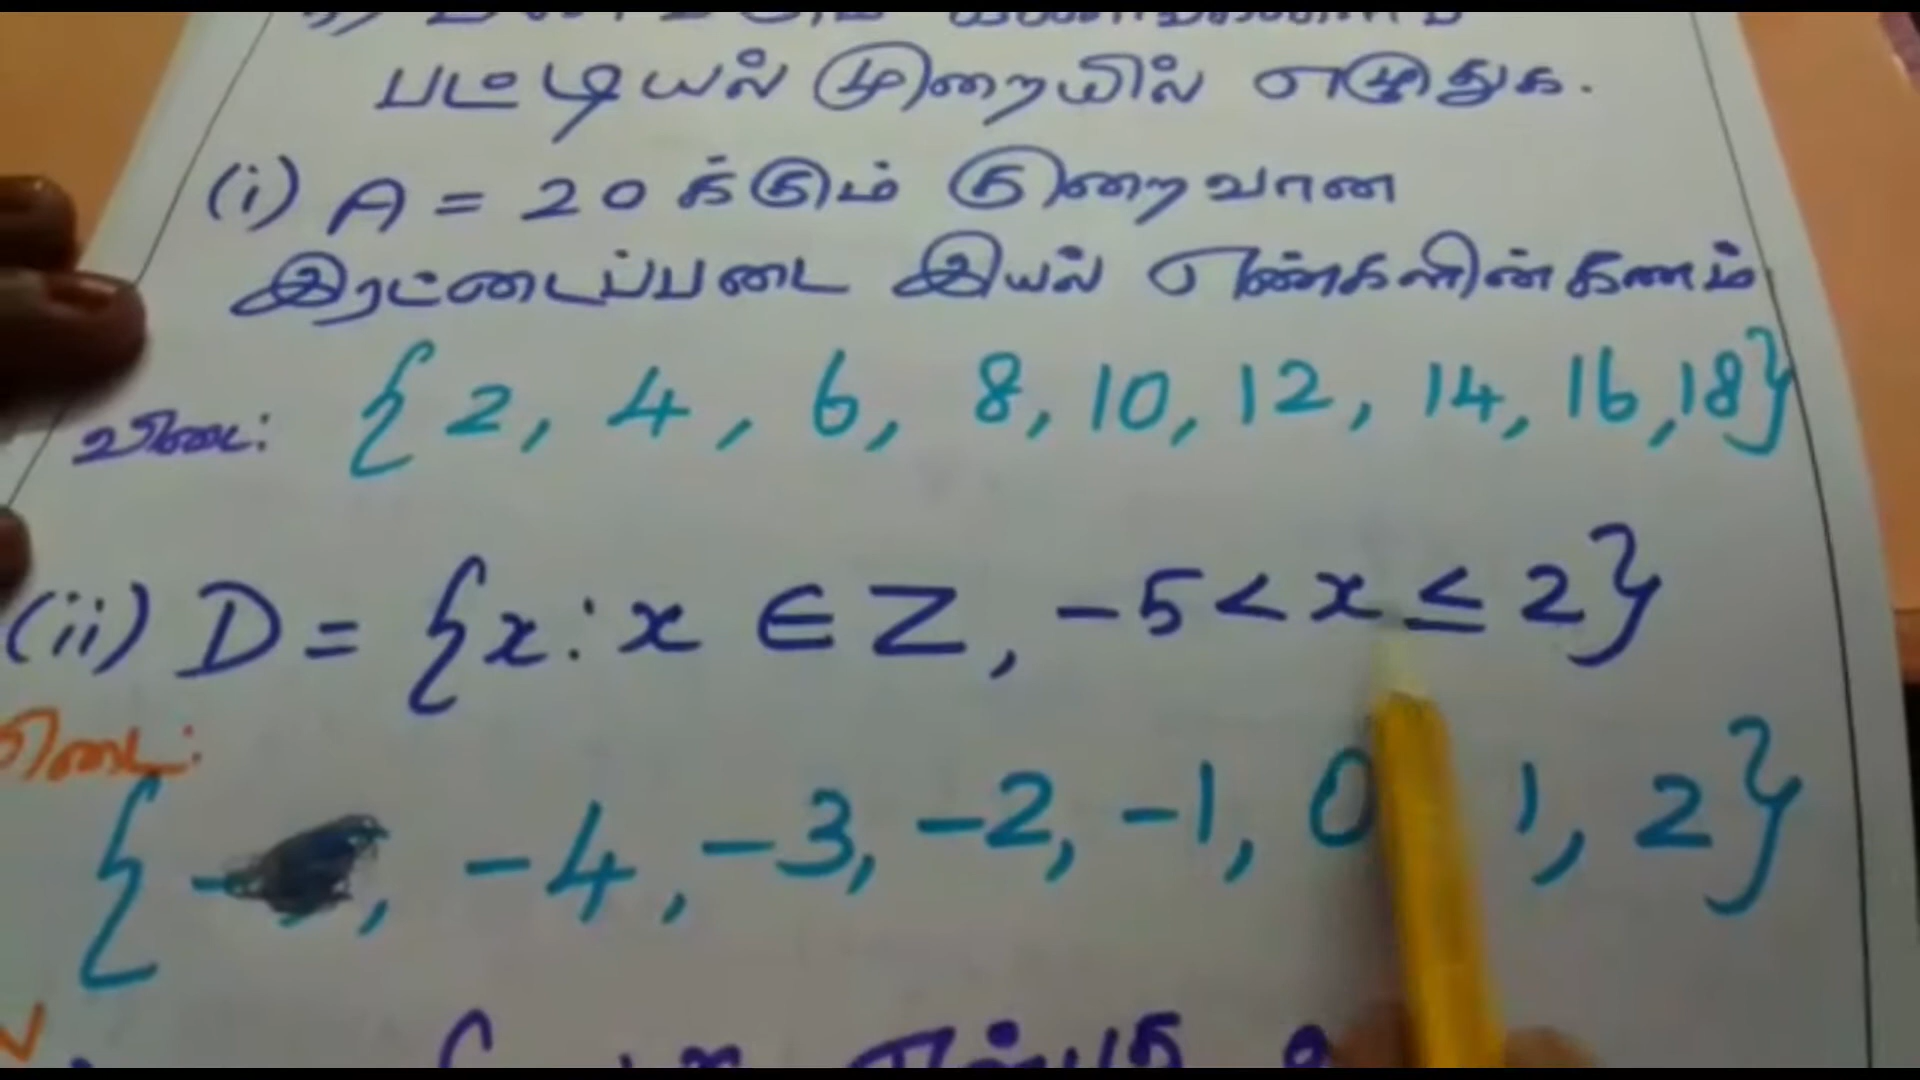 பட்டியல் முறையில் எழுதுக.
(i) A = 20 க்கும் குறைவான
இரட்டைப்படை இயல் எண்களின் கணம்
விடை: {2, 4, 6, 8, 10, 12, 14, 16, 18}
(ii) D = {x : x ∈ Z, -5 < x ≤ 2}
விடை:
{-, -4, -3, -2, -1, 0 1, 2}